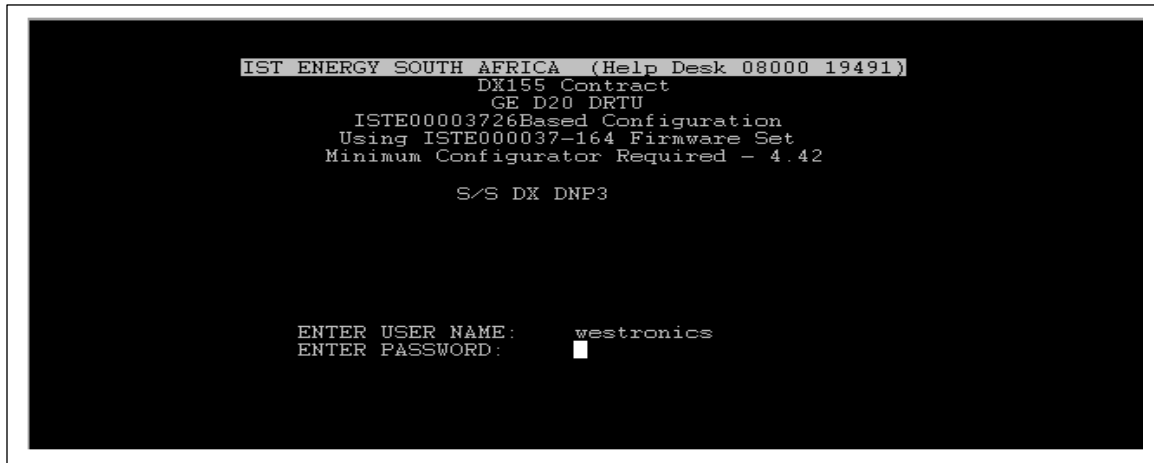 IST ENERGY SOUTH AFRICA (Help Desk 08000 19491)
DX155 Contract
GE D20 DRTU
ISTE00003726Based Configuration
Using ISTE000037-164 Firmware Set
Minimum Configurator Required - 4.42
S/S DX DNP3
ENTER USER NAME: westronics
ENTER PASSWORD: